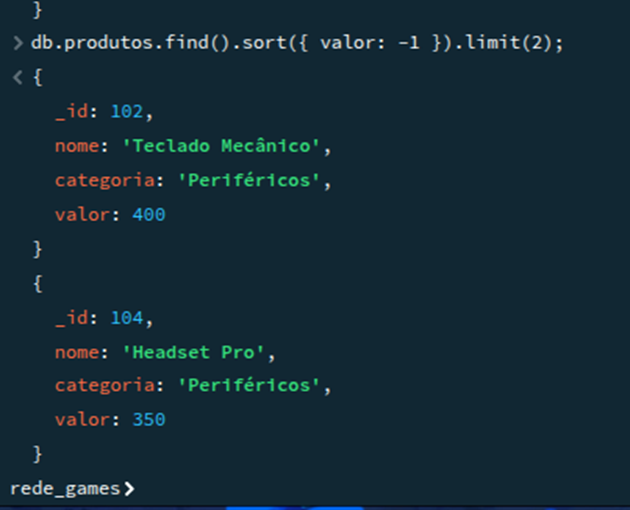 }
> db.produtos.find().sort({ valor: -1 }).limit(2);
< {
_id: 102,
nome: 'Teclado Mecânico',
categoria: 'Periféricos',
valor: 400
}
{
_id: 104,
nome: 'Headset Pro',
categoria: 'Periféricos',
valor: 350
}
rede_games>